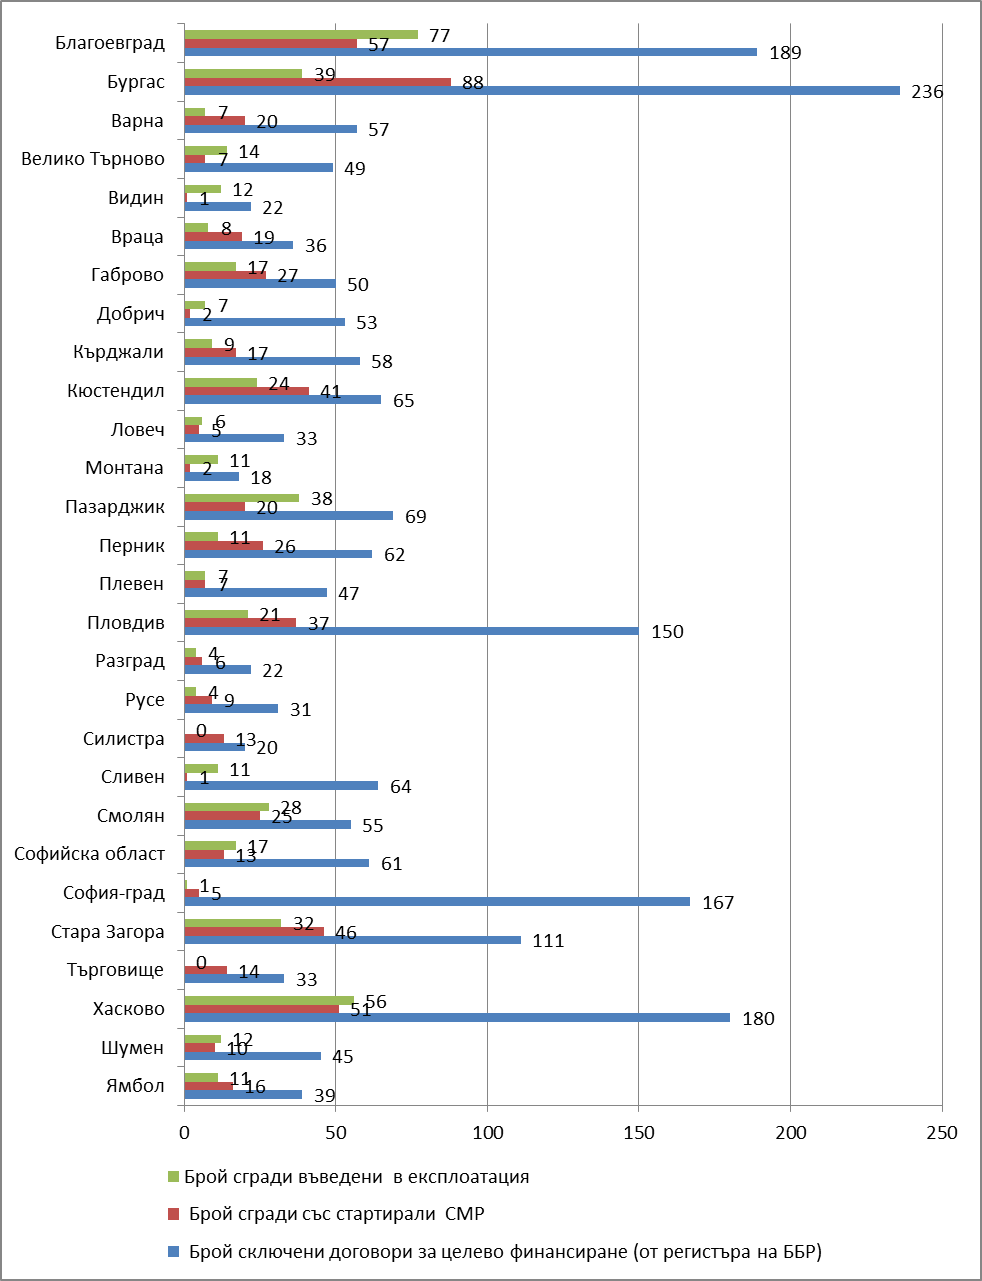 Благоевград 77 57 189
Бургас 39 88 236
Варна 7 20 57
Велико Търново 14 7 49
Видин 12 1 22
Враца 8 19 36
Габрово 17 27 50
Добрич 7 2 53
Кърджали 9 17 58
Кюстендил 24 41 65
Ловеч 6 5 33
Монтана 11 2 18
Пазарджик 38 20 69
Перник 11 26 62
Плевен 7 7 47
Пловдив 21 37 150
Разград 4 6 22
Русе 4 9 31
Силистра 0 13 20
Сливен 11 1 64
Смолян 28 25 55
Софийска област 17 13 61
София-град 1 5 167
Стара Загора 32 46 111
Търговище 0 14 33
Хасково 56 51 180
Шумен 12 10 45
Ямбол 11 16 39
0 50 100 150 200 250
Брой сгради въведени в експлоатация
Брой сгради със стартирали СМР
Брой сключени договори за целево финансиране (от регистъра на ББР)